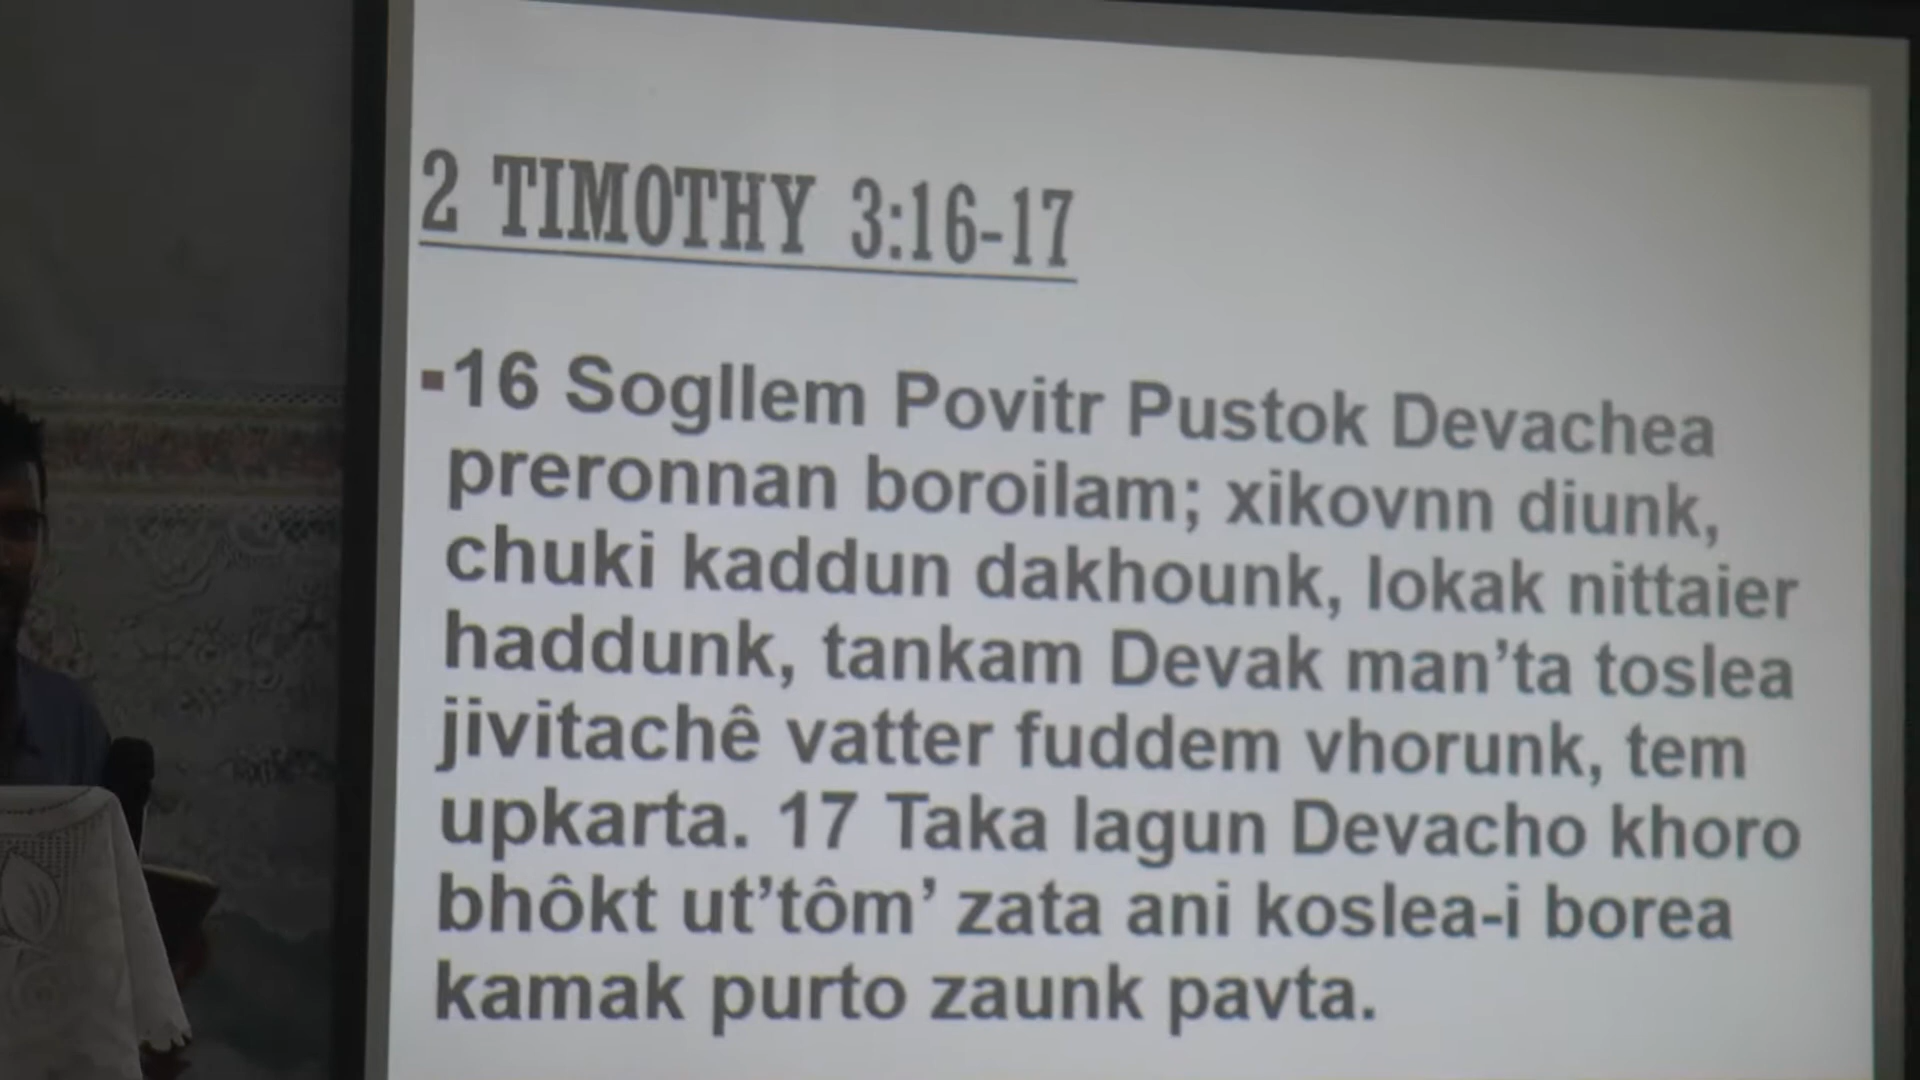 2 TIMOTHY 3:16-17
▪16 Sogllem Povitr Pustok Devachea
preronnan boroilam; xikovnn diunk,
chuki kaddun dakhounk, lokak nittaier
haddunk, tankam Devak man’ta toslea
jivitachê vatter fuddem vhorunk, tem
upkarta. 17 Taka lagun Devacho khoro
bhôkt ut’tôm’ zata ani koslea-i borea
kamak purto zaunk pavta.